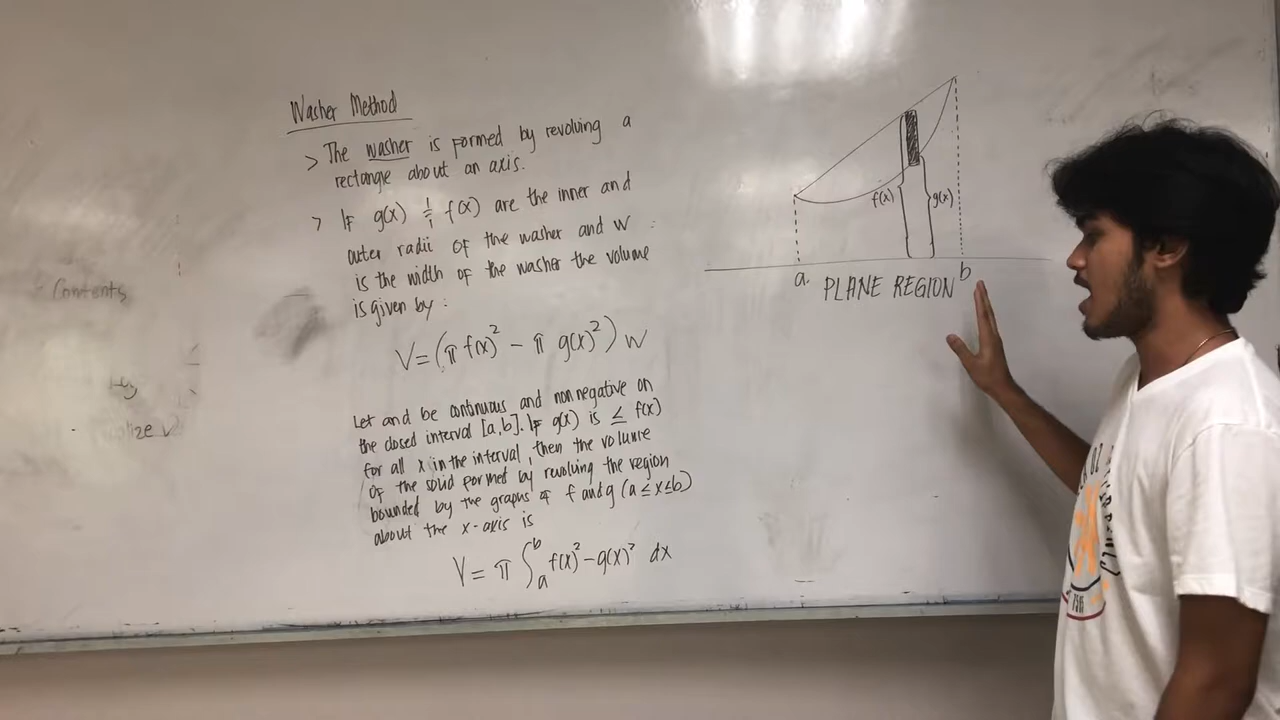 Washer Method
> The washer is formed by revolving a
rectangle about an axis.
> IF g(x) & f(x) are the inner and
outer radii of the washer and w
is the width of the washer the volume
is given by:
V=(π f(x)² - π g(x)²) w
Let and be continuous and nonnegative on
the closed interval [a,b]. IF g(x) is ≤ f(x)
for all x in the interval, then the volume
of the solid formed by revolving the region
bounded by the graphs of f and g (a≤x≤b)
about the x-axis is
V = π ∫ₐᵇ f(x)² - g(x)² dx
f(x) g(x)
a. b
PLANE REGION
Contents